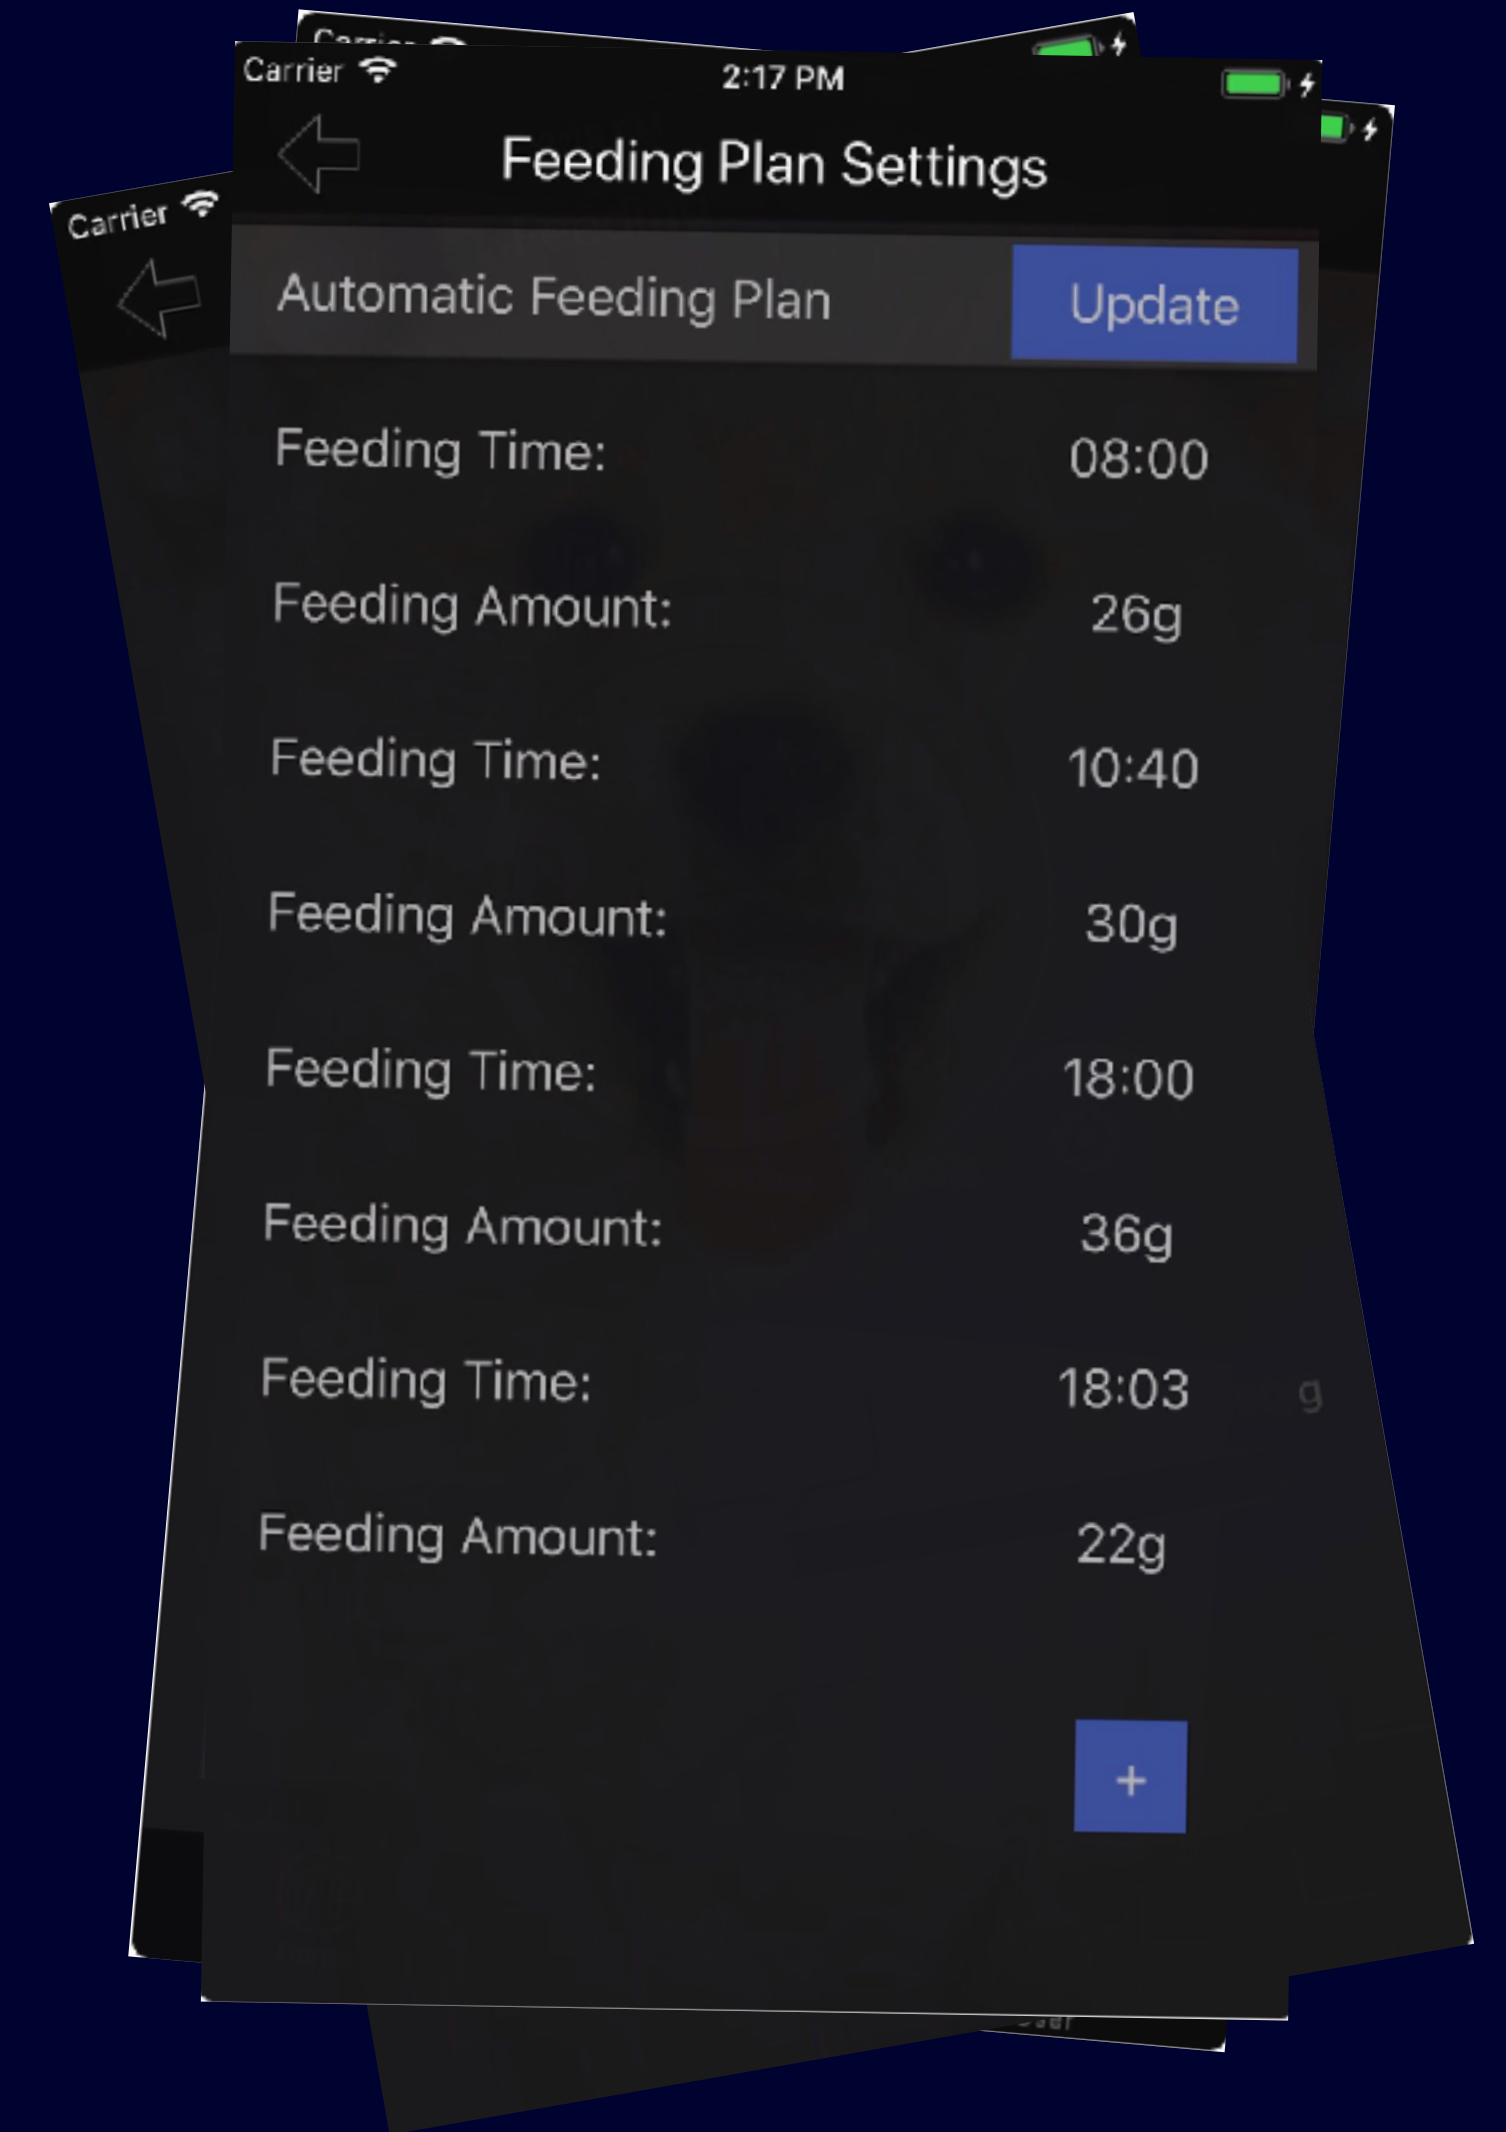 Carrier
Carrier 2:17 PM
Feeding Plan Settings
Carrier
Automatic Feeding Plan Update
Feeding Time: 08:00
Feeding Amount: 26g
Feeding Time: 10:40
Feeding Amount: 30g
Feeding Time: 18:00
Feeding Amount: 36g
Feeding Time: 18:03 g
Feeding Amount: 22g
+